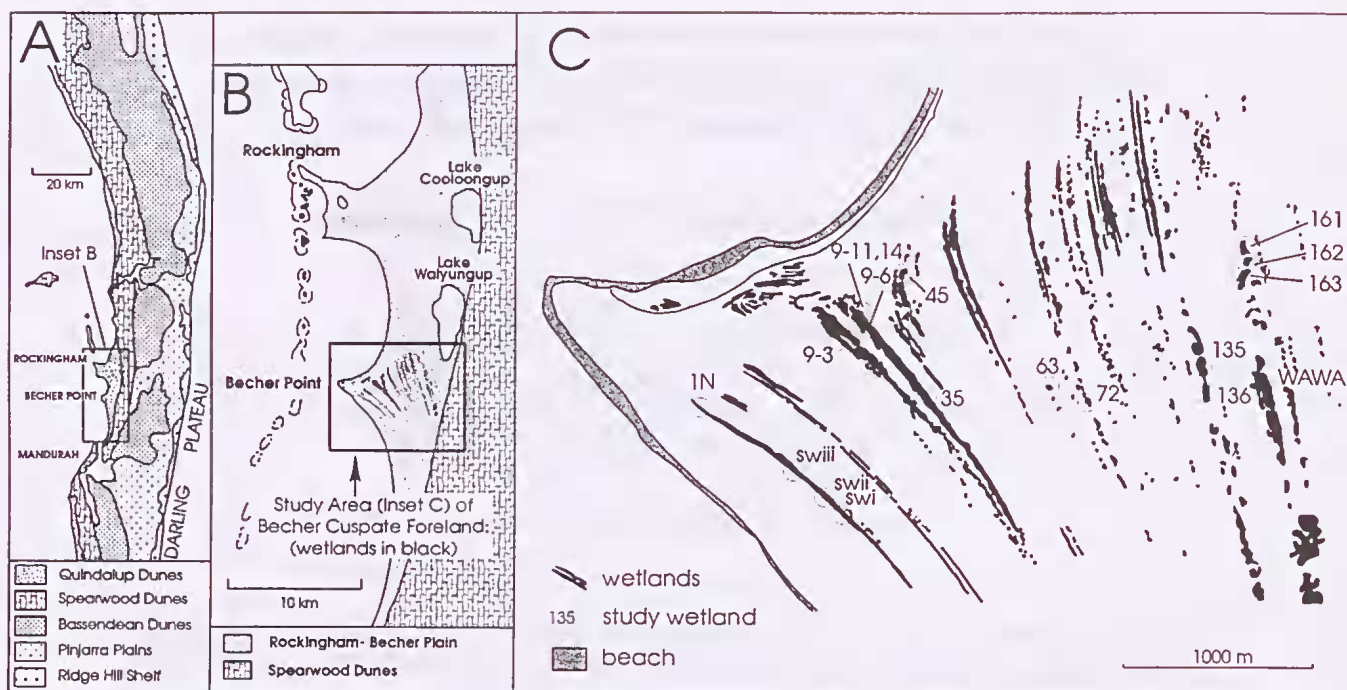 A
20 km
Inset B
ROCKINGHAM
BECHER POINT
MANDURAH
DARLING PLATEAU
Quindalup Dunes
Spearwood Dunes
Bassendean Dunes
Pinjarra Plains
Ridge Hill Shelf
B
Rockingham
Lake
Cooloongup
Lake
Walyungup
Becher Point
Study Area (Inset C) of
Becher Cuspate Foreland:
(wetlands in black)
10 km
Rockingham- Becher Plain
Spearwood Dunes
C
161
162
163
9-11, 14
9-6
45
9-3
35
1N
swiii
swii
swi
63
72
135
136
WAWA
wetlands
135 study wetland
beach
1000 m